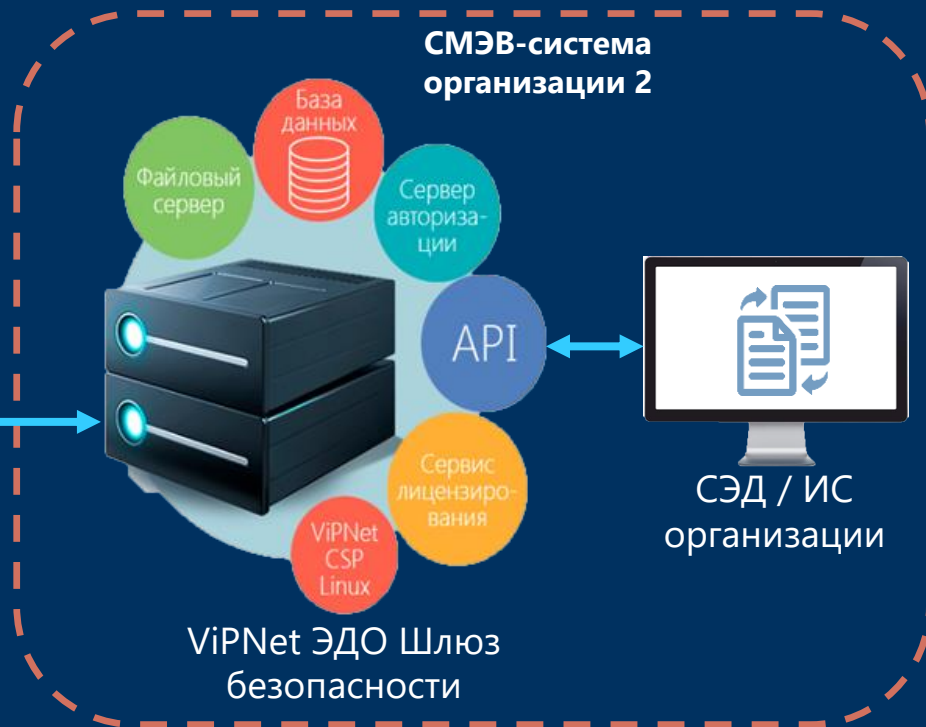 СМЭВ-система
организации 2
База
данных
Файловый
сервер
Сервер
авториза-
ции
API
Сервис
лицензиро-
вания
ViPNet
CSP
Linux
СЭД / ИС
организации
ViPNet ЭДО Шлюз
безопасности